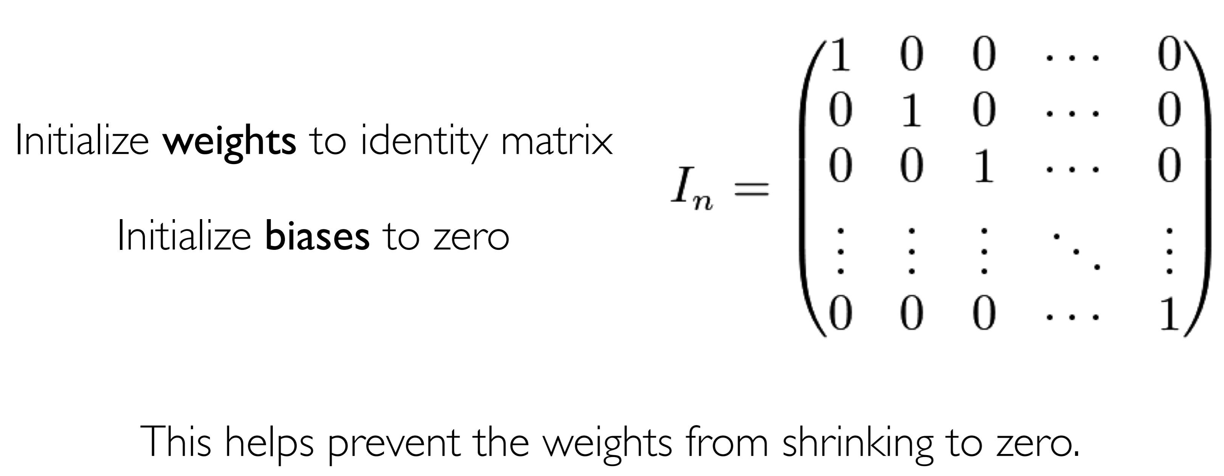 Initialize weights to identity matrix
Initialize biases to zero
I_n =
1 0 0 ⋯ 0
0 1 0 ⋯ 0
0 0 1 ⋯ 0
⋮ ⋮ ⋮ ⋱ ⋮
0 0 0 ⋯ 1
This helps prevent the weights from shrinking to zero.